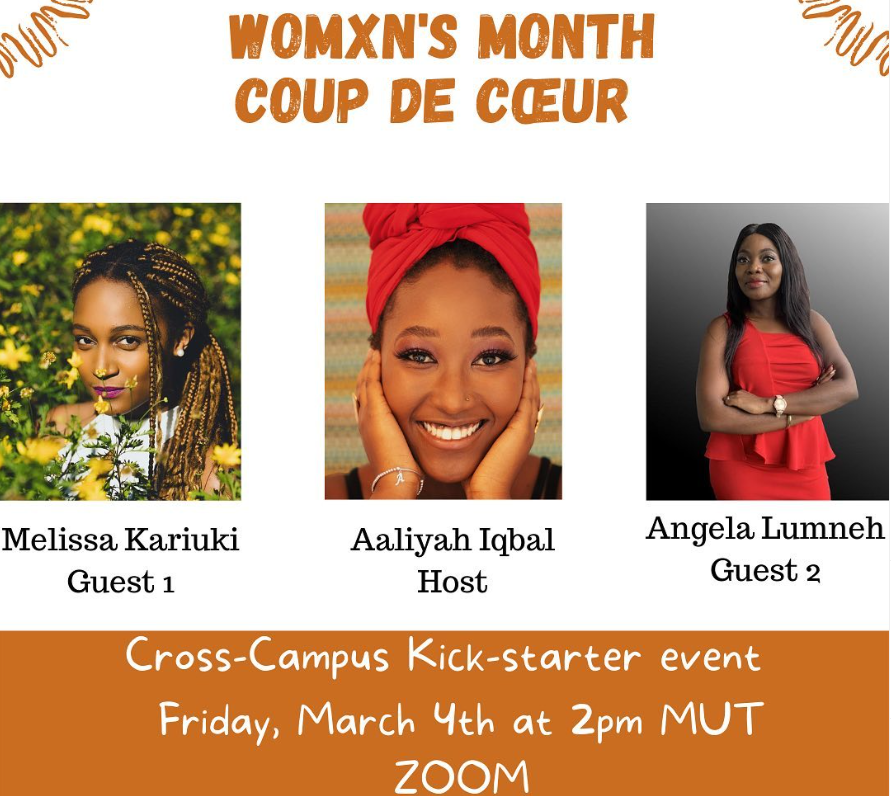 WOMXN'S MONTH
COUP DE CŒUR
Melissa Kariuki
Guest 1
Aaliyah Iqbal
Host
Angela Lumneh
Guest 2
Cross-Campus Kick-starter event
Friday, March 4th at 2pm MUT
ZOOM